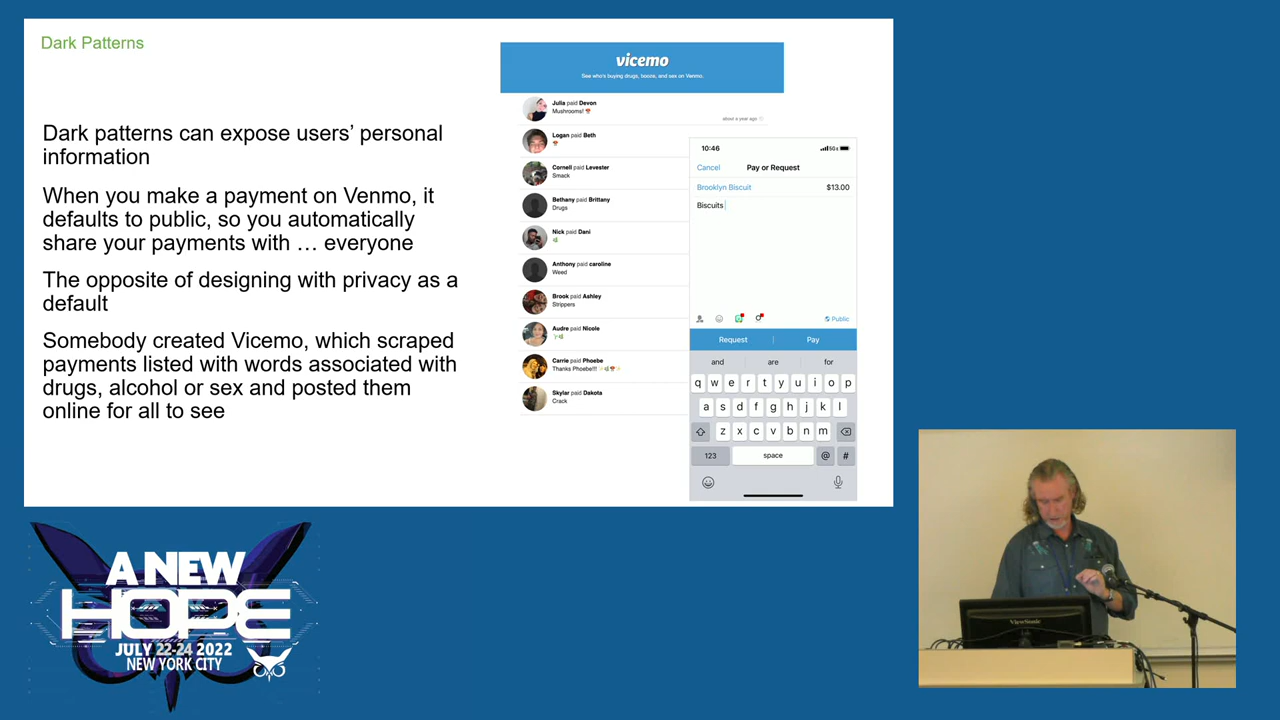 Dark Patterns
Dark patterns can expose users’ personal
information
When you make a payment on Venmo, it
defaults to public, so you automatically
share your payments with … everyone
The opposite of designing with privacy as a
default
Somebody created Vicemo, which scraped
payments listed with words associated with
drugs, alcohol or sex and posted them
online for all to see
vicemo
See who's buying drugs, booze, and sex on Venmo.
Julia paid Devon
Mushrooms! 🍄
about a year ago
Logan paid Beth
🍄
Cornell paid Levester
Smack
Bethany paid Brittany
Drugs
Nick paid Dani
🌿
Anthony paid caroline
Weed
Brook paid Ashley
Strippers
Audre paid Nicole
Carrie paid Phoebe
Thanks Phoebe!!!
Skylar paid Dakota
Crack
10:46
5G
Cancel Pay or Request
Brooklyn Biscuit $13.00
Biscuits
Public
Request Pay
and are for
q w e r t y u i o p
a s d f g h j k l
z x c v b n m
123 space @ #
A NEW
HOPE
JULY 22-24 2022
NEW YORK CITY
ViewSonic